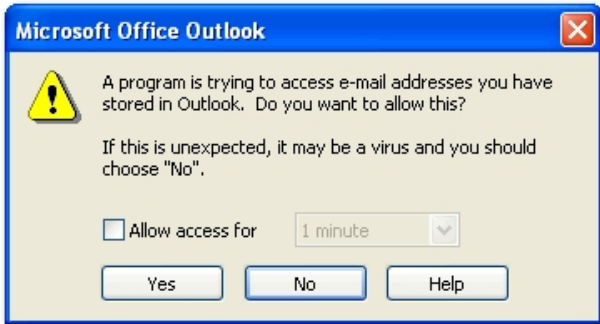 Microsoft Office Outlook
A program is trying to access e-mail addresses you have
stored in Outlook. Do you want to allow this?
If this is unexpected, it may be a virus and you should
choose "No".
Allow access for 1 minute
Yes No Help